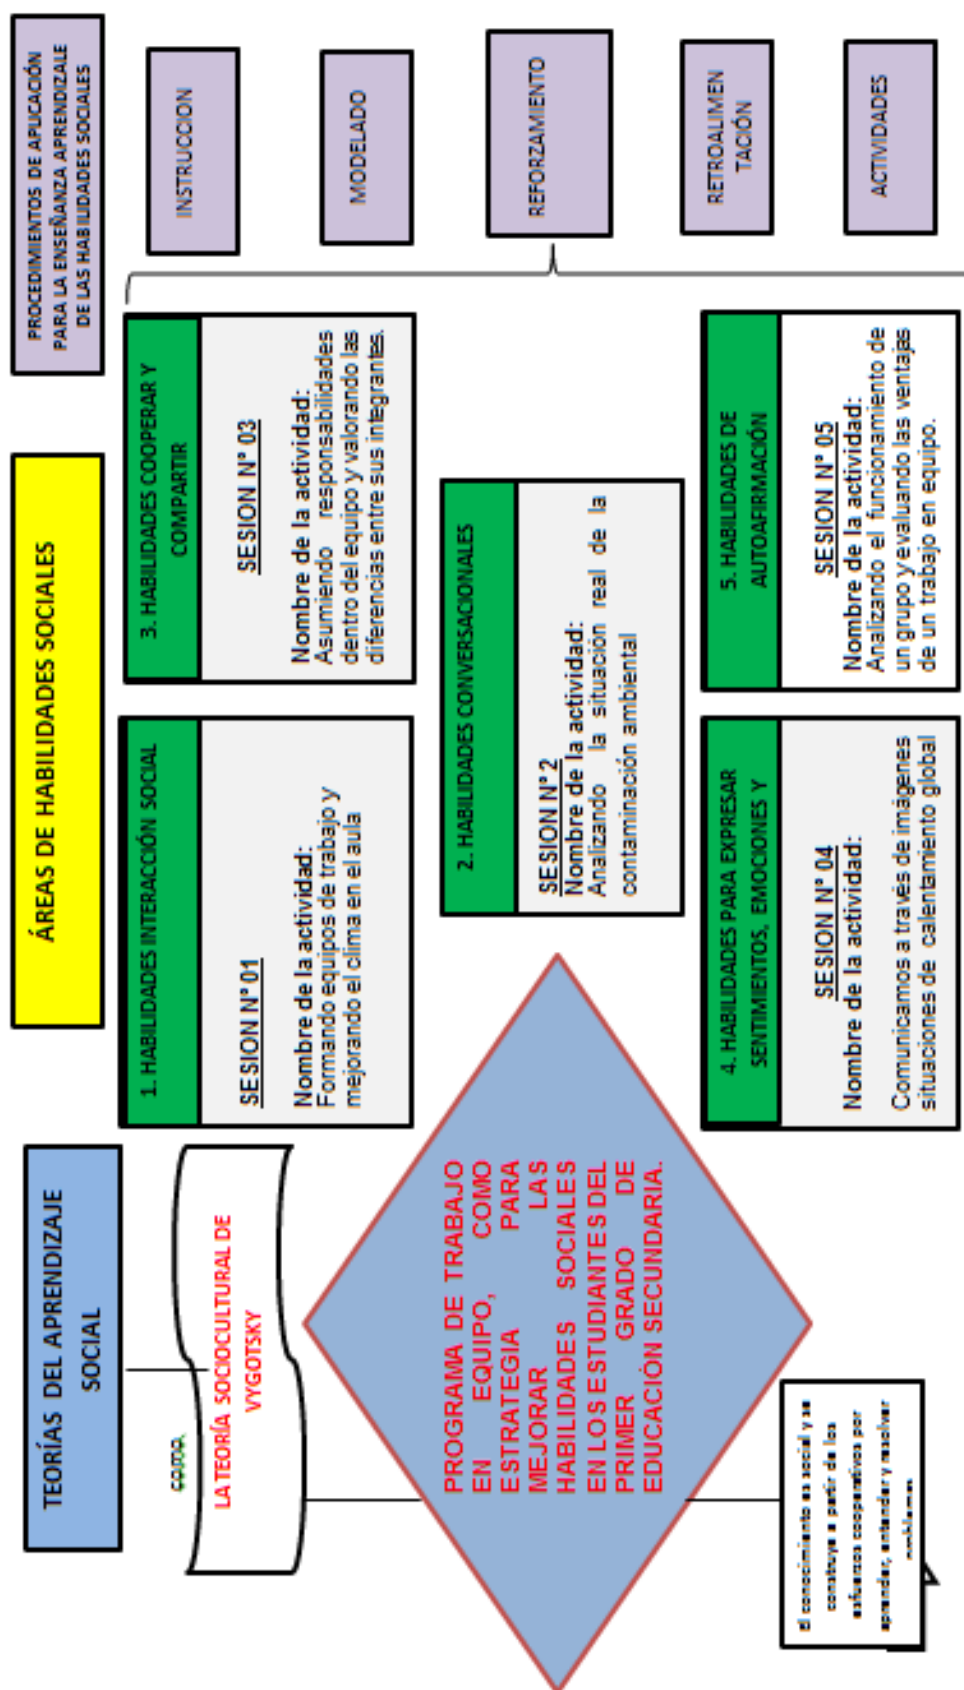 TEORÍAS DEL APRENDIZAJE
SOCIAL
como
LA TEORÍA SOCIOCULTURAL DE
VYGOTSKY
PROGRAMA DE TRABAJO
EN EQUIPO, COMO
ESTRATEGIA PARA
MEJORAR LAS
HABILIDADES SOCIALES
EN LOS ESTUDIANTES DEL
PRIMER GRADO DE
EDUCACIÓN SECUNDARIA.
El conocimiento es social y se
construye a partir de los
esfuerzos cooperativos por
aprender, entender y resolver
problemas
ÁREAS DE HABILIDADES SOCIALES
1. HABILIDADES INTERACCIÓN SOCIAL
SESION N° 01
Nombre de la actividad:
Formando equipos de trabajo y
mejorando el clima en el aula
2. HABILIDADES CONVERSACIONALES
SESION N° 2
Nombre de la actividad:
Analizando la situación real de la
contaminación ambiental
3. HABILIDADES COOPERAR Y
COMPARTIR
SESION N° 03
Nombre de la actividad:
Asumiendo responsabilidades
dentro del equipo y valorando las
diferencias entre sus integrantes.
4. HABILIDADES PARA EXPRESAR
SENTIMIENTOS, EMOCIONES Y
SESION N° 04
Nombre de la actividad:
Comunicamos a través de imágenes
situaciones de calentamiento global
5. HABILIDADES DE
AUTOAFIRMACIÓN
SESION N° 05
Nombre de la actividad:
Analizando el funcionamiento de
un grupo y evaluando las ventajas
de un trabajo en equipo.
PROCEDIMIENTOS DE APLICACIÓN
PARA LA ENSEÑANZA APRENDIZALE
DE LAS HABILIDADES SOCIALES
INSTRUCCION
MODELADO
REFORZAMIENTO
RETROALIMEN
TACIÓN
ACTIVIDADES